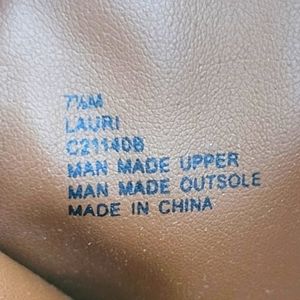 7½M
LAURI
C21140B
MAN MADE UPPER
MAN MADE OUTSOLE
MADE IN CHINA